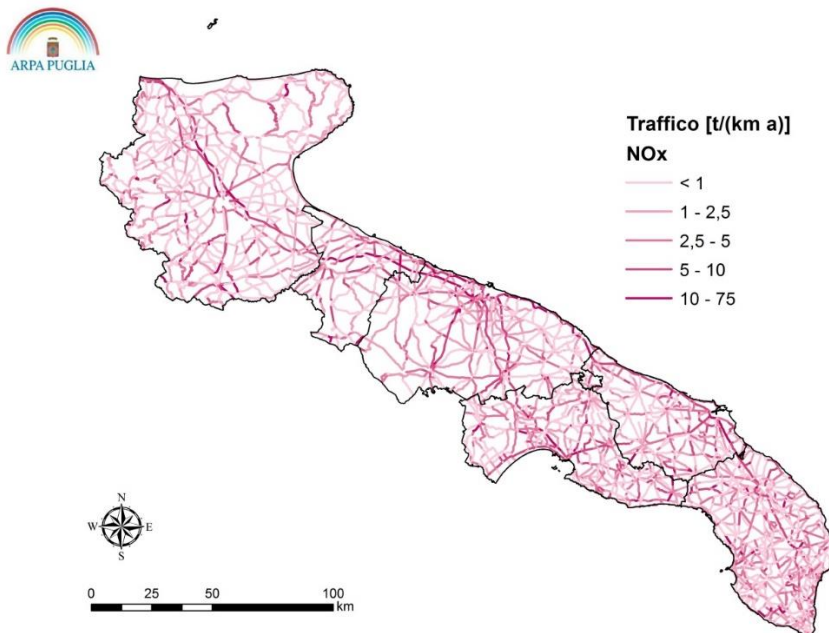 ARPA PUGLIA
Traffico [t/(km a)]
NOx
< 1
1 - 2,5
2,5 - 5
5 - 10
10 - 75
N
W E
S
0 25 50 100
km